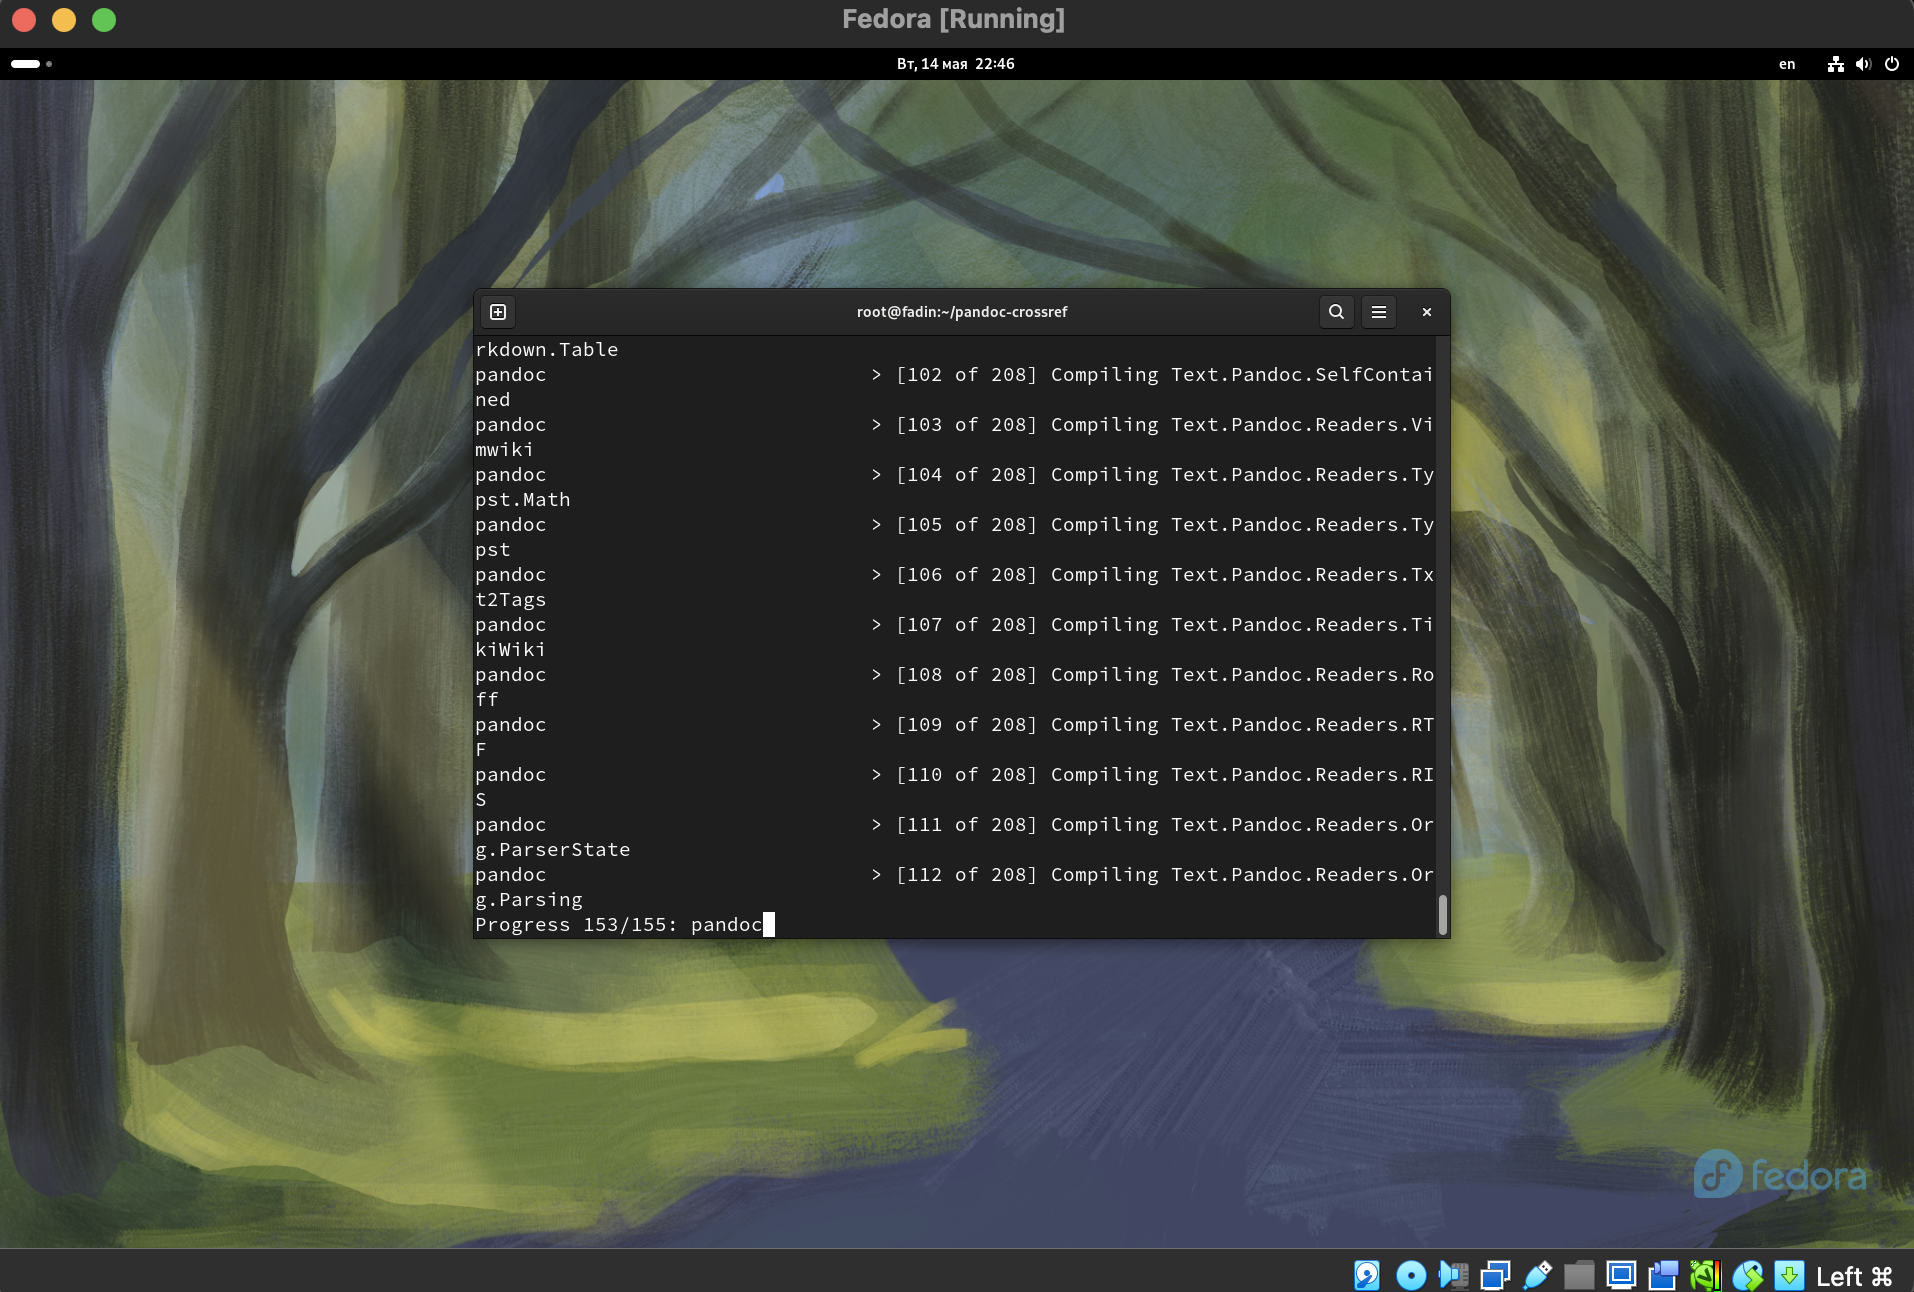 Fedora [Running]
Вт, 14 мая 22:46
en
root@fadin:~/pandoc-crossref
rkdown.Table
pandoc > [102 of 208] Compiling Text.Pandoc.SelfContai
ned
pandoc > [103 of 208] Compiling Text.Pandoc.Readers.Vi
mwiki
pandoc > [104 of 208] Compiling Text.Pandoc.Readers.Ty
pst.Math
pandoc > [105 of 208] Compiling Text.Pandoc.Readers.Ty
pst
pandoc > [106 of 208] Compiling Text.Pandoc.Readers.Tx
t2Tags
pandoc > [107 of 208] Compiling Text.Pandoc.Readers.Ti
kiWiki
pandoc > [108 of 208] Compiling Text.Pandoc.Readers.Ro
ff
pandoc > [109 of 208] Compiling Text.Pandoc.Readers.RT
F
pandoc > [110 of 208] Compiling Text.Pandoc.Readers.RI
S
pandoc > [111 of 208] Compiling Text.Pandoc.Readers.Or
g.ParserState
pandoc > [112 of 208] Compiling Text.Pandoc.Readers.Or
g.Parsing
Progress 153/155: pandoc
fedora
Left ⌘